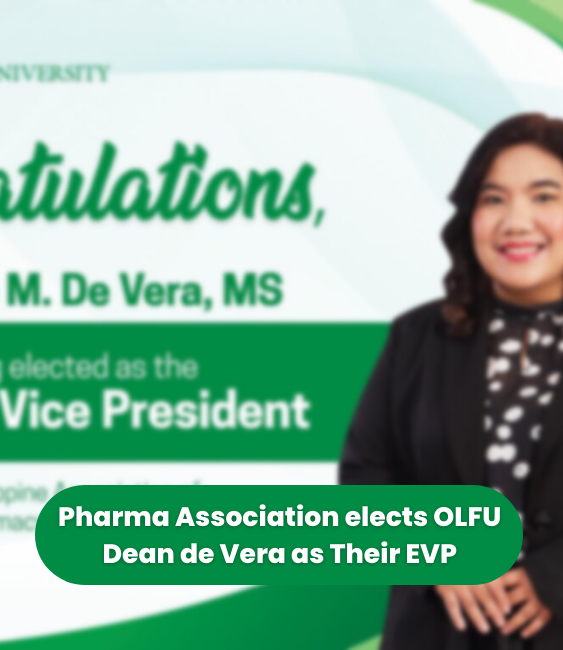 NIVERSITY
atulations,
M. De Vera, MS
elected as the
Vice President
Pharma Association elects OLFU
Dean de Vera as Their EVP